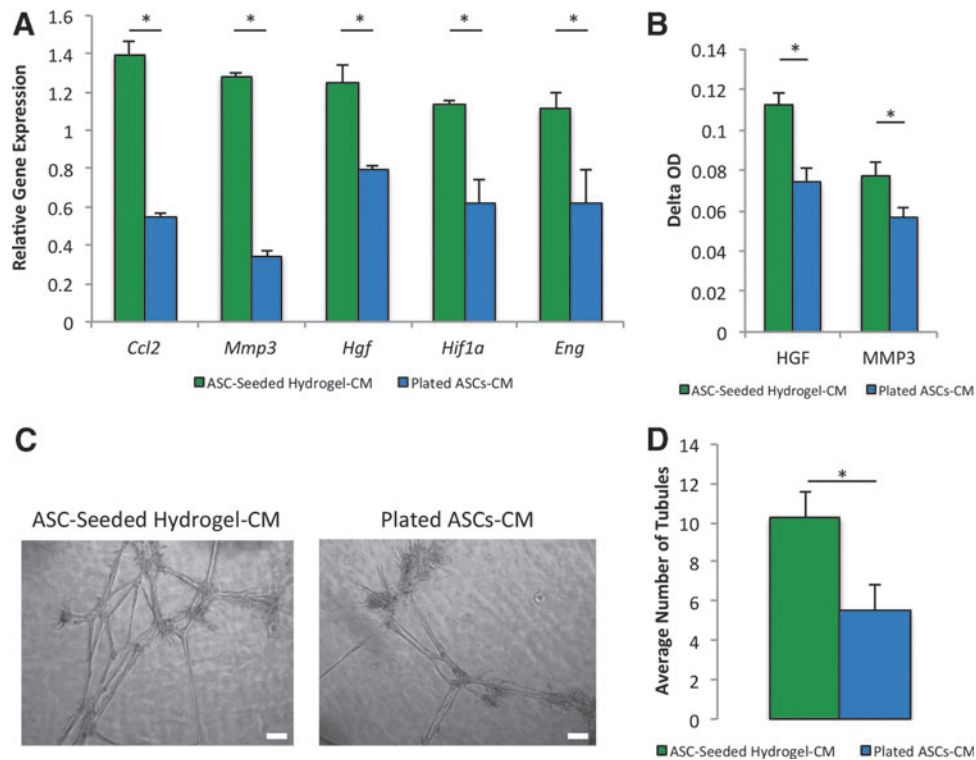 A
Relative Gene Expression
1.6
1.4
1.2
1
0.8
0.6
0.4
0.2
0
* * * * *
Ccl2 Mmp3 Hgf Hif1a Eng
ASC-Seeded Hydrogel-CM Plated ASCs-CM
B
Delta OD
0.14
0.12
0.1
0.08
0.06
0.04
0.02
0
* *
HGF MMP3
ASC-Seeded Hydrogel-CM Plated ASCs-CM
C
ASC-Seeded Hydrogel-CM Plated ASCs-CM
D
Average Number of Tubules
14
12
10
8
6
4
2
0
*
ASC-Seeded Hydrogel-CM Plated ASCs-CM